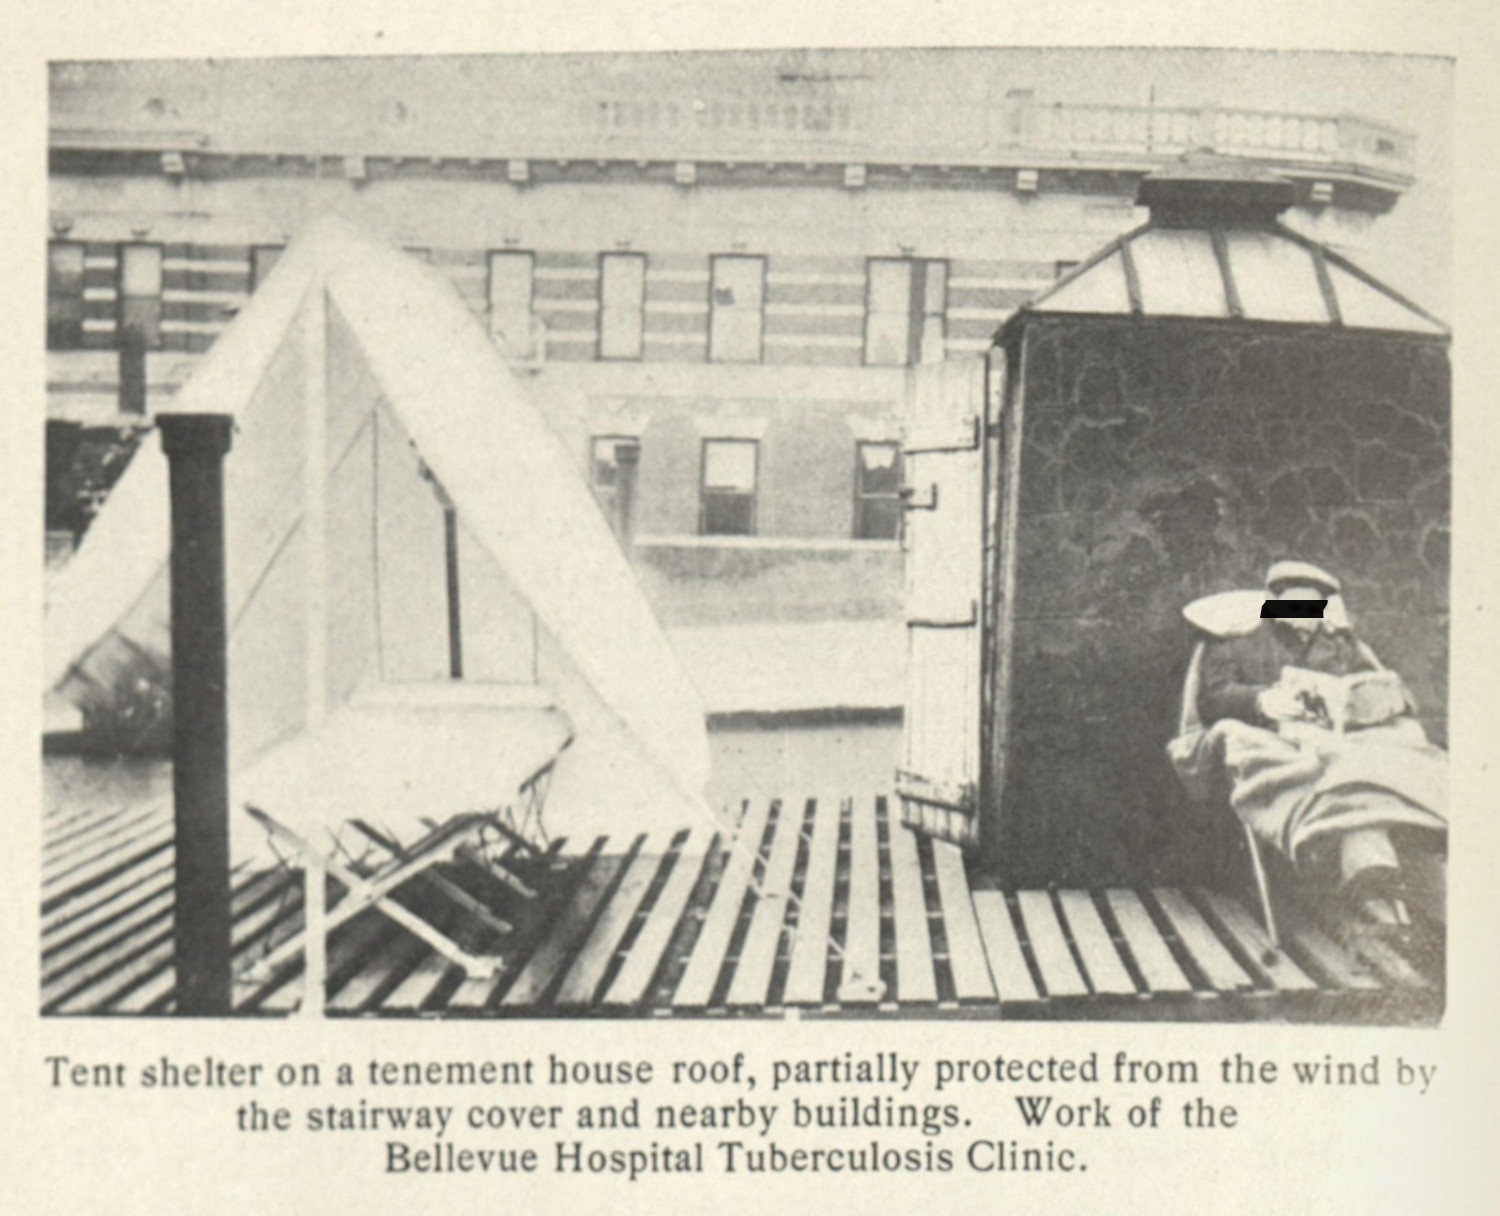 Tent shelter on a tenement house roof, partially protected from the wind by
the stairway cover and nearby buildings. Work of the
Bellevue Hospital Tuberculosis Clinic.